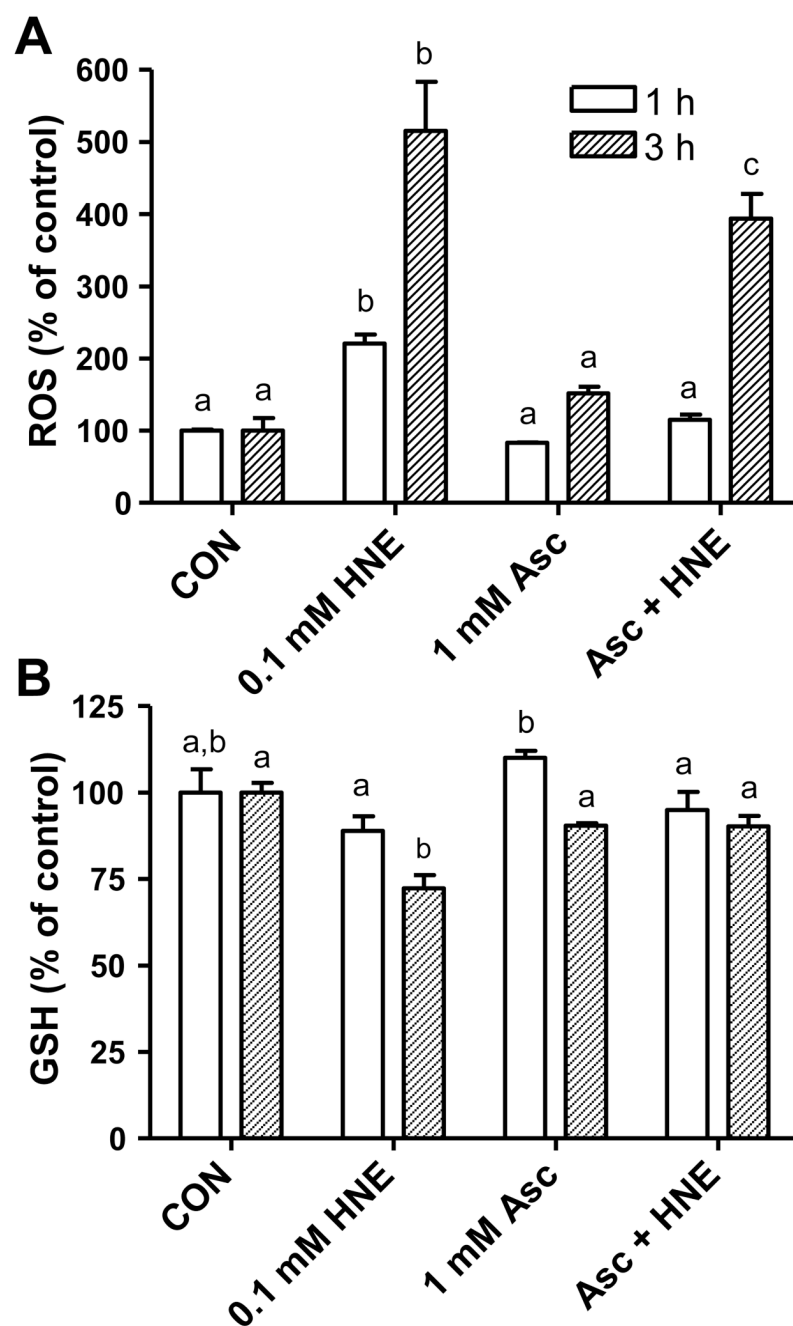 A
600
500
400
300
200
100
0
ROS (% of control)
1 h
3 h
a
a
b
b
a
a
a
c
CON
0.1 mM HNE
1 mM Asc
Asc + HNE
B
125
100
75
50
25
0
GSH (% of control)
a,b
a
a
b
b
a
a
a
CON
0.1 mM HNE
1 mM Asc
Asc + HNE